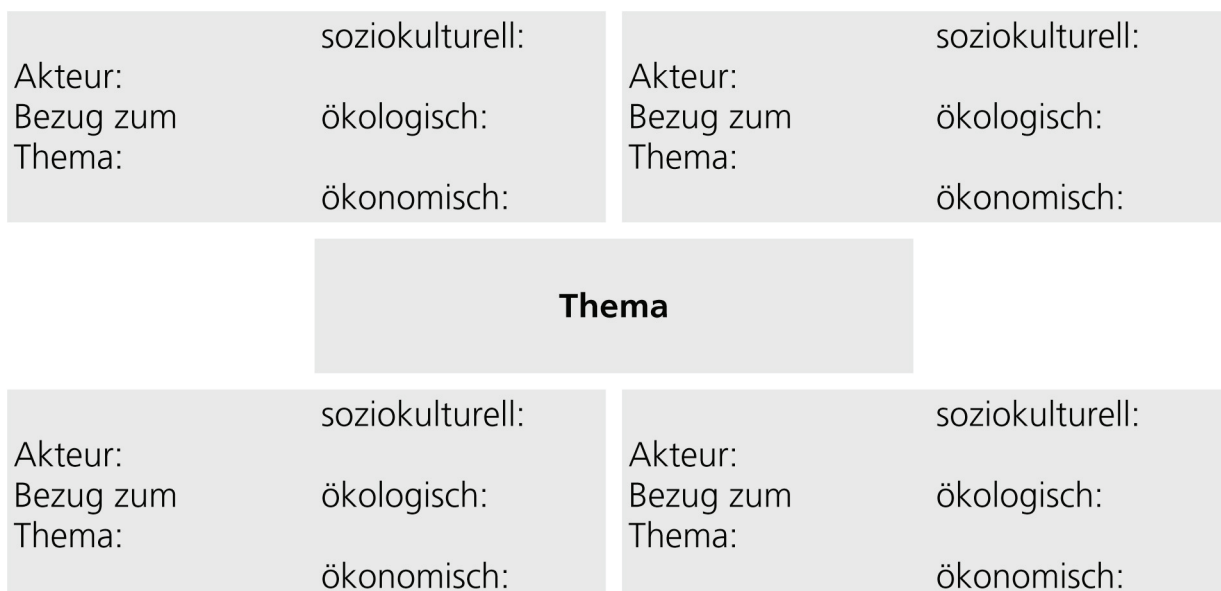 soziokulturell:
Akteur:
Bezug zum
Thema:
ökologisch:
ökonomisch:
soziokulturell:
Akteur:
Bezug zum
Thema:
ökologisch:
ökonomisch:
Thema
soziokulturell:
Akteur:
Bezug zum
Thema:
ökologisch:
ökonomisch:
soziokulturell:
Akteur:
Bezug zum
Thema:
ökologisch:
ökonomisch: